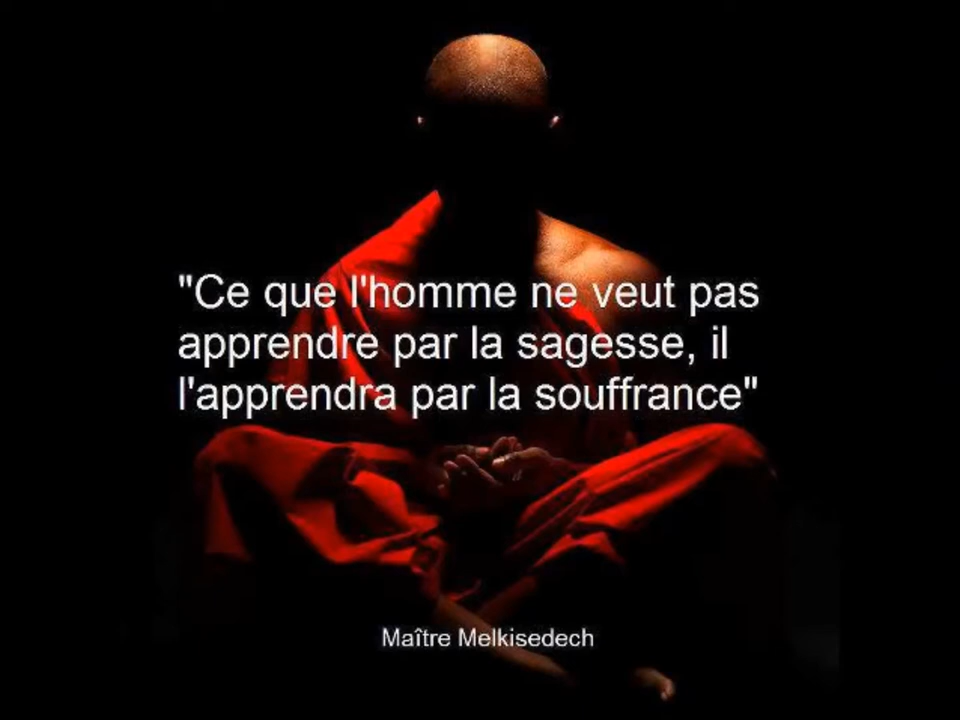 "Ce que l'homme ne veut pas
apprendre par la sagesse, il
l'apprendra par la souffrance"
Maître Melkisedech